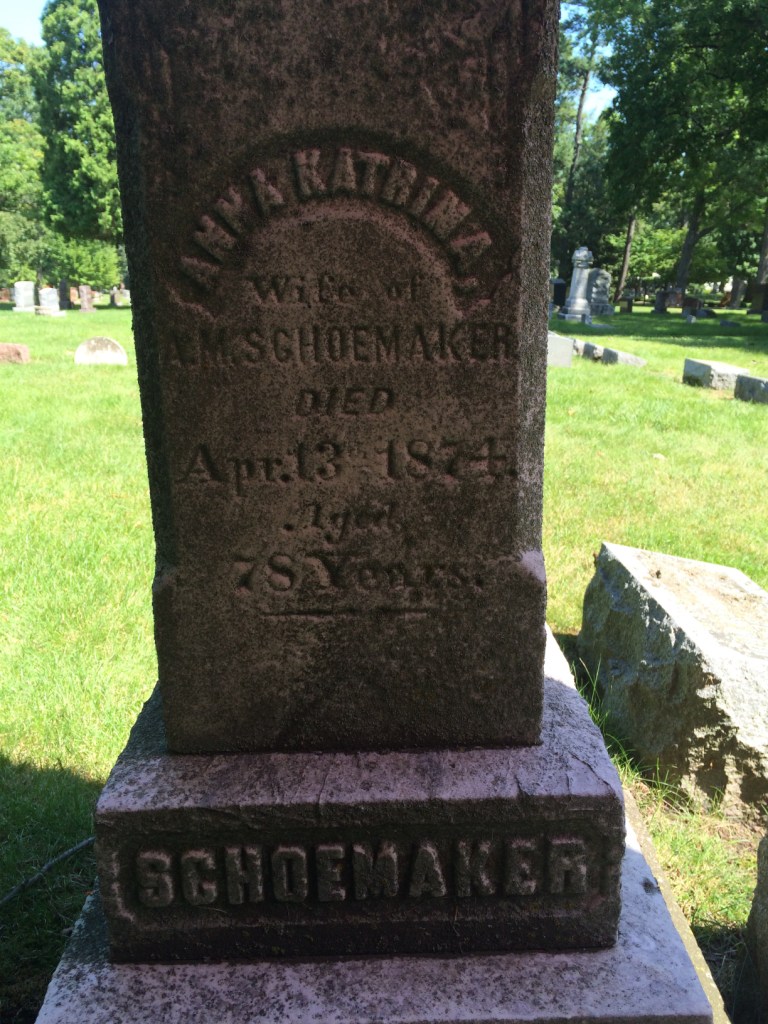 ANNA KATRINA
Wife of
A.M. SCHOEMAKER
DIED
Apr. 13 1874.
Aged
78 Years.
SCHOEMAKER